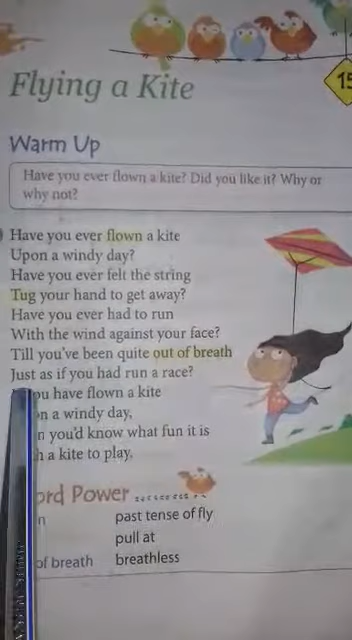 15
Flying a Kite
Warm Up
Have you ever flown a kite? Did you like it? Why or
why not?
Have you ever flown a kite
Upon a windy day?
Have you ever felt the string
Tug your hand to get away?
Have you ever had to run
With the wind against your face?
Till you've been quite out of breath
Just as if you had run a race?
ou have flown a kite
on a windy day,
n you'd know what fun it is
h a kite to play.
ord Power ........
n past tense of fly
pull at
of breath breathless